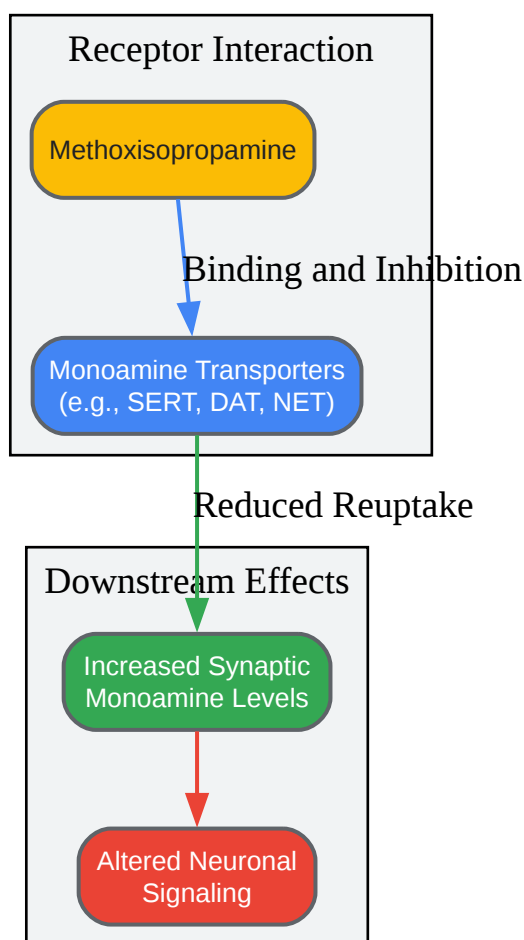 Receptor Interaction
Methoxisopropamine
Binding and Inhibition
Monoamine Transporters
(e.g., SERT, DAT, NET)
Reduced Reuptake
Downstream Effects
Increased Synaptic
Monoamine Levels
Altered Neuronal
Signaling